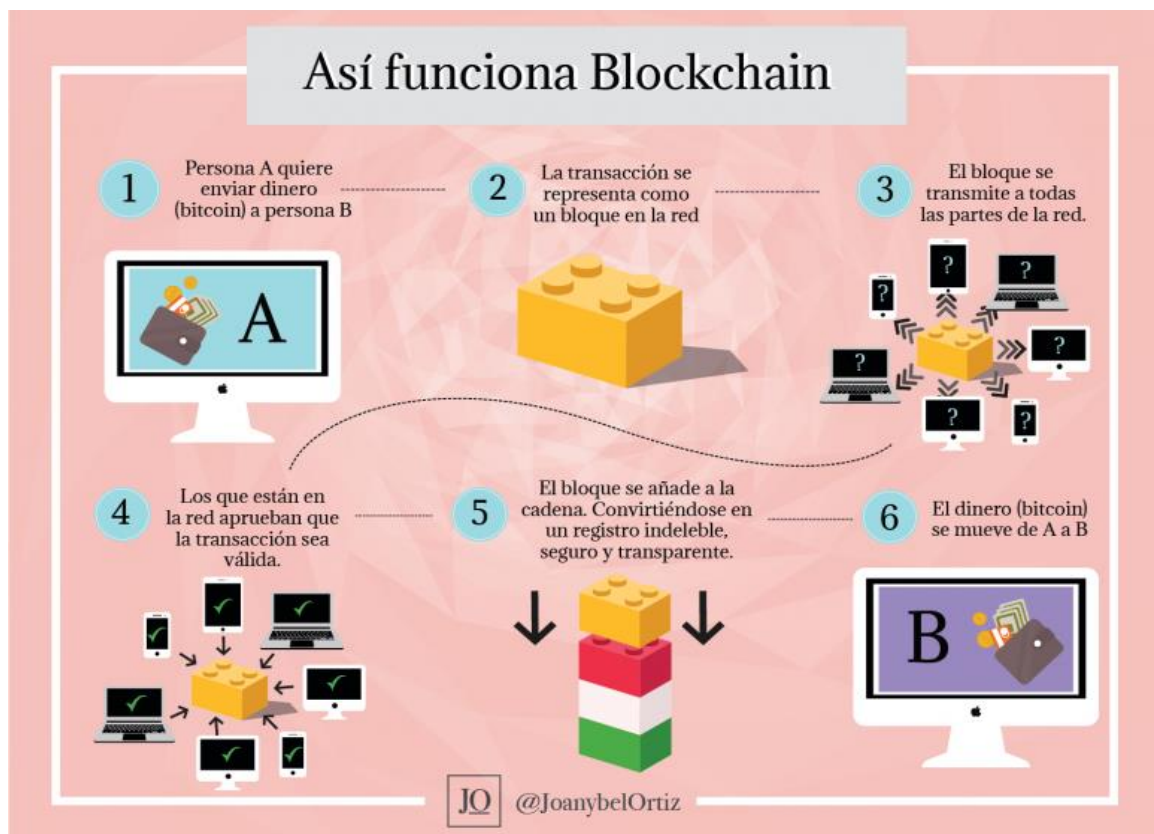 Así funciona Blockchain
1
Persona A quiere
enviar dinero
(bitcoin) a persona B
2
La transacción se
representa como
un bloque en la red
3
El bloque se
transmite a todas
las partes de la red.
A
?
?
?
?
?
?
?
4
Los que están en
la red aprueban que
la transacción sea
válida.
5
El bloque se añade a la
cadena. Convirtiéndose en
un registro indeleble,
seguro y transparente.
6
El dinero (bitcoin)
se mueve de A a B
B
JO
@JoanybelOrtiz